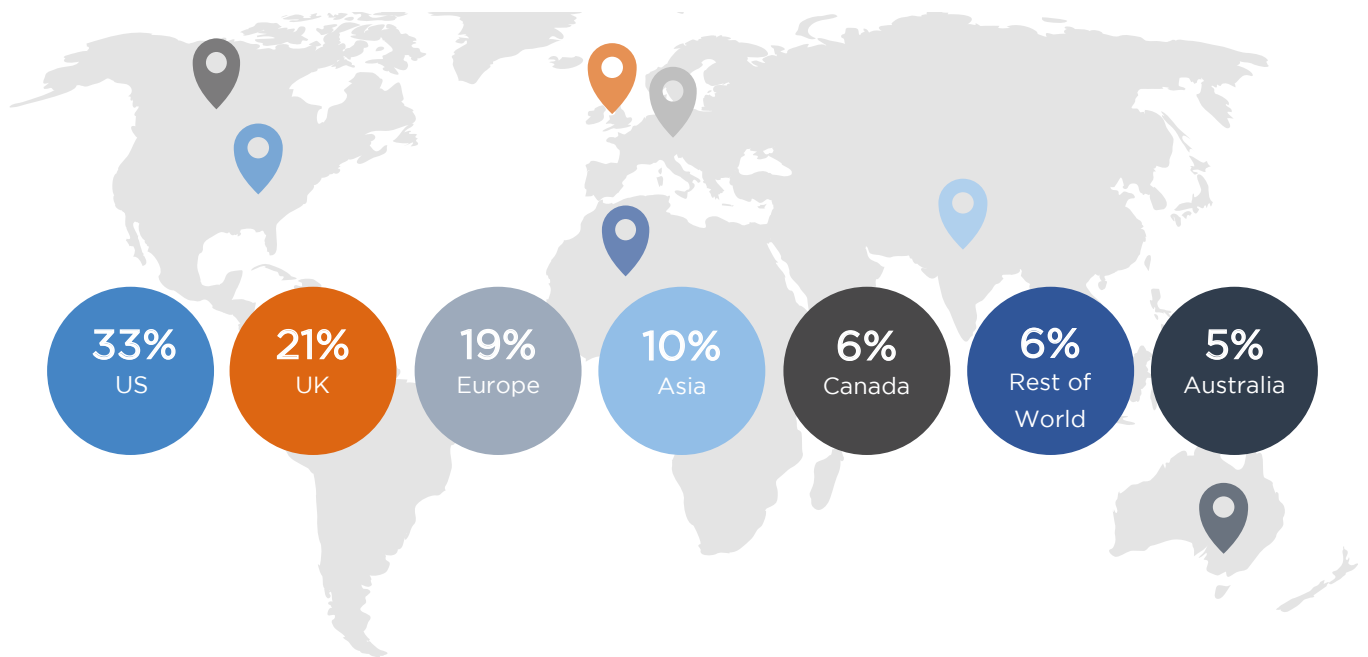 33%
US
21%
UK
19%
Europe
10%
Asia
6%
Canada
6%
Rest of
World
5%
Australia